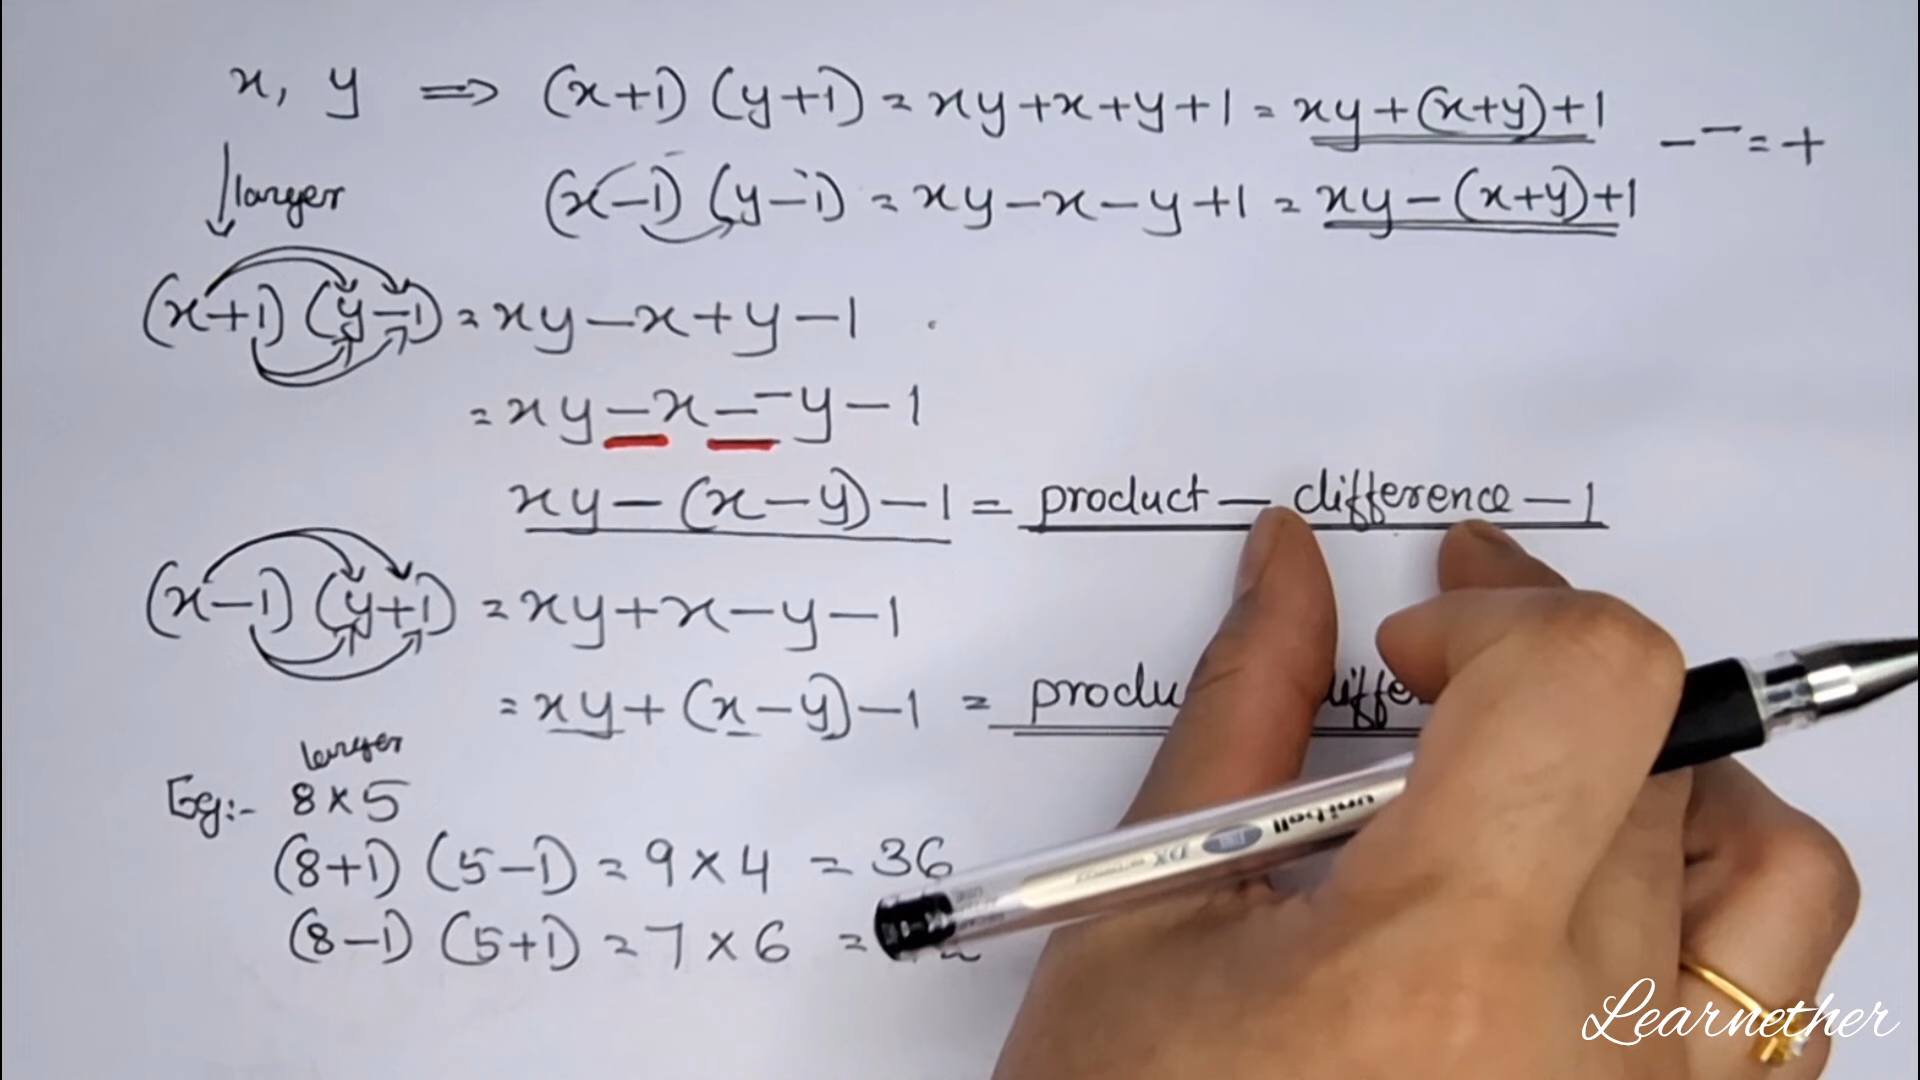 x, y ⇒ (x+1) (y+1) = xy+x+y+1 = xy+(x+y)+1
larger (x-1) (y-1) = xy-x-y+1 = xy-(x+y)+1 - - = +
(x+1) (y-1) = xy-x+y-1
= xy-x- -y-1
xy-(x-y)-1 = product - difference - 1
(x-1) (y+1) = xy+x-y-1
= xy+(x-y)-1 =
larger
Eg:- 8×5
(8+1) (5-1) = 9×4 = 36
(8-1) (5+1) = 7×6 =
uniball
DX
Learnether